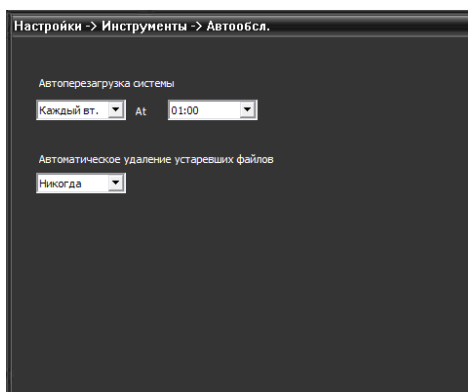 Настройки -> Инструменты -> Автообсл.
Автоперезагрузка системы
Каждый вт. At 01:00
Автоматическое удаление устаревших файлов
Никогда